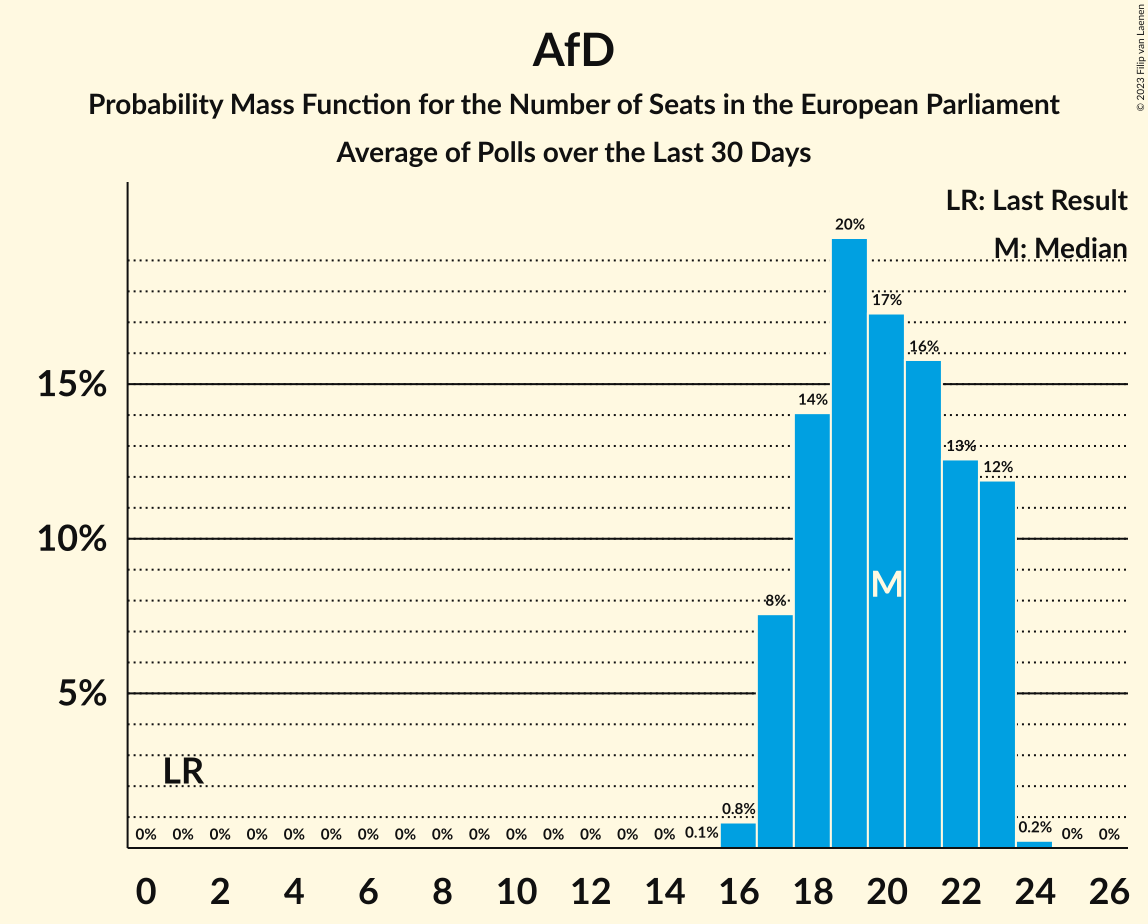 AfD
Probability Mass Function for the Number of Seats in the European Parliament
Average of Polls over the Last 30 Days
© 2023 Filip van Laenen
LR: Last Result
M: Median
20%
17%
16%
15%
14%
13%
12%
10%
M
8%
5%
LR
0% 0% 0% 0% 0% 0% 0% 0% 0% 0% 0% 0% 0% 0% 0% 0.1% 0.8% 0.2% 0% 0%
0 2 4 6 8 10 12 14 16 18 20 22 24 26